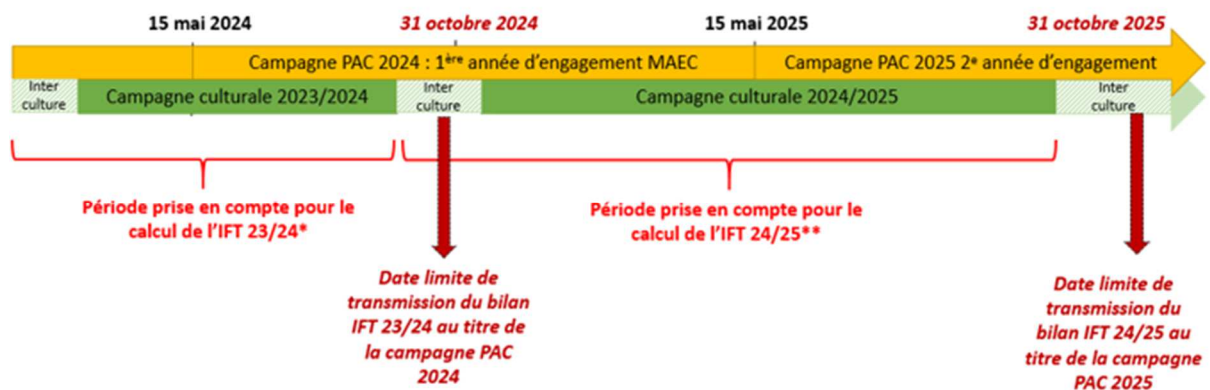 15 mai 2024
31 octobre 2024
15 mai 2025
31 octobre 2025
Campagne PAC 2024 : 1ère année d'engagement MAEC
Campagne PAC 2025 2e année d'engagement
Inter
culture
Campagne culturale 2023/2024
Inter
culture
Campagne culturale 2024/2025
Inter
culture
Période prise en compte pour le
calcul de l'IFT 23/24*
Période prise en compte pour le
calcul de l'IFT 24/25**
Date limite de
transmission du bilan
IFT 23/24 au titre de
la campagne PAC
2024
Date limite de
transmission du
bilan IFT 24/25 au
titre de la campagne
PAC 2025